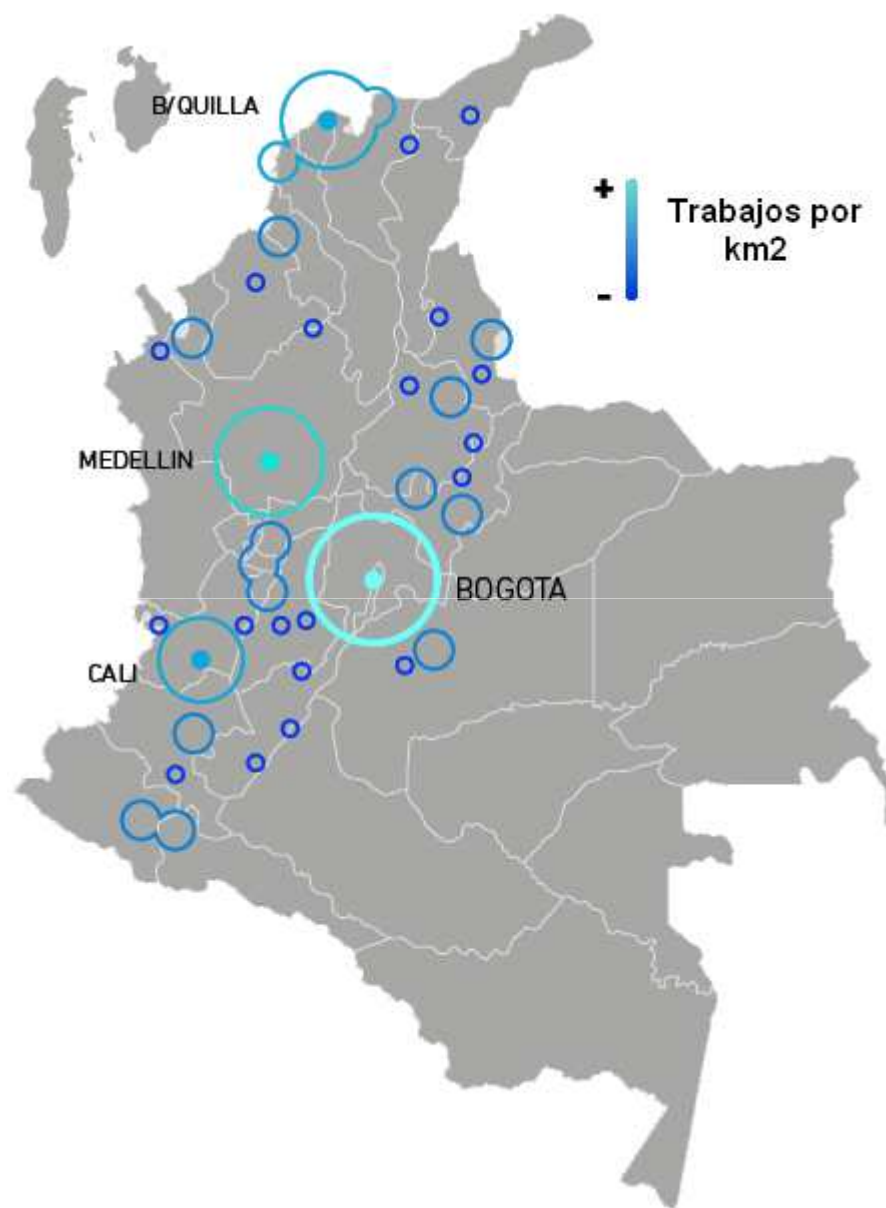 B/QUILLA
+
Trabajos por
km2
-
MEDELLIN
BOGOTA
CALI